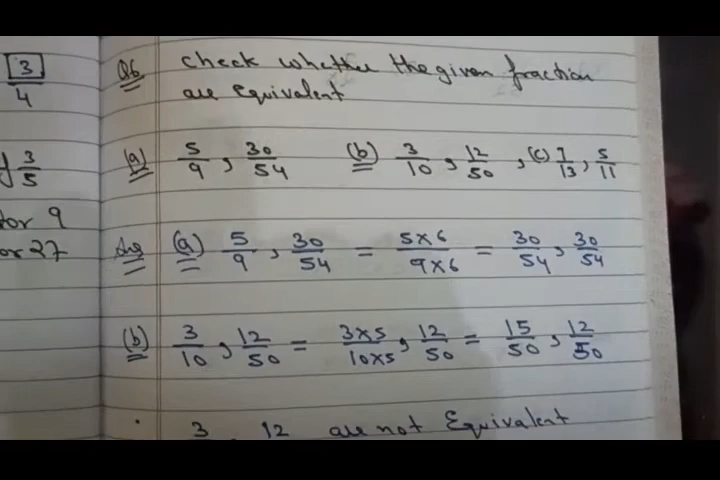 3/4
3/5
for 9
or 27
Q6 check whether the given fraction
are equivalent
(a) 5/9 , 30/54 (b) 3/10 , 12/50 , (c) 7/13 , 5/11
Ans (a) 5/9 , 30/54 = 5×6/9×6 = 30/54 , 30/54
(b) 3/10 , 12/50 = 3×5/10×5 , 12/50 = 15/50 , 12/50
3 12 are not Equivalent